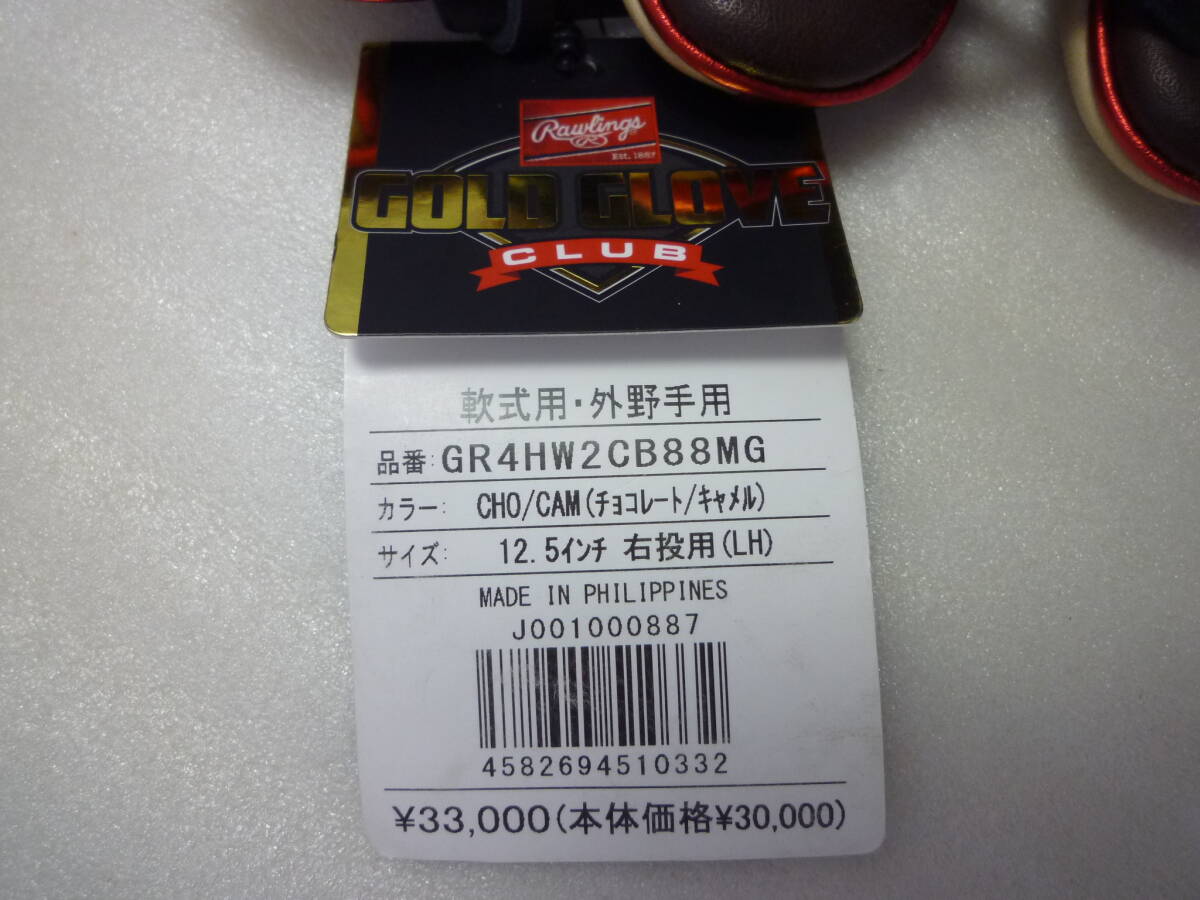 Rawlings
R
Est. 1887
GOLD GLOVE
CLUB
軟式用・外野手用
品番:GR4HW2CB88MG
カラー: CHO/CAM(チョコレート/キャメル)
サイズ: 12.5インチ 右投用(LH)
MADE IN PHILIPPINES
J001000887
4582694510332
¥33,000(本体価格¥30,000)